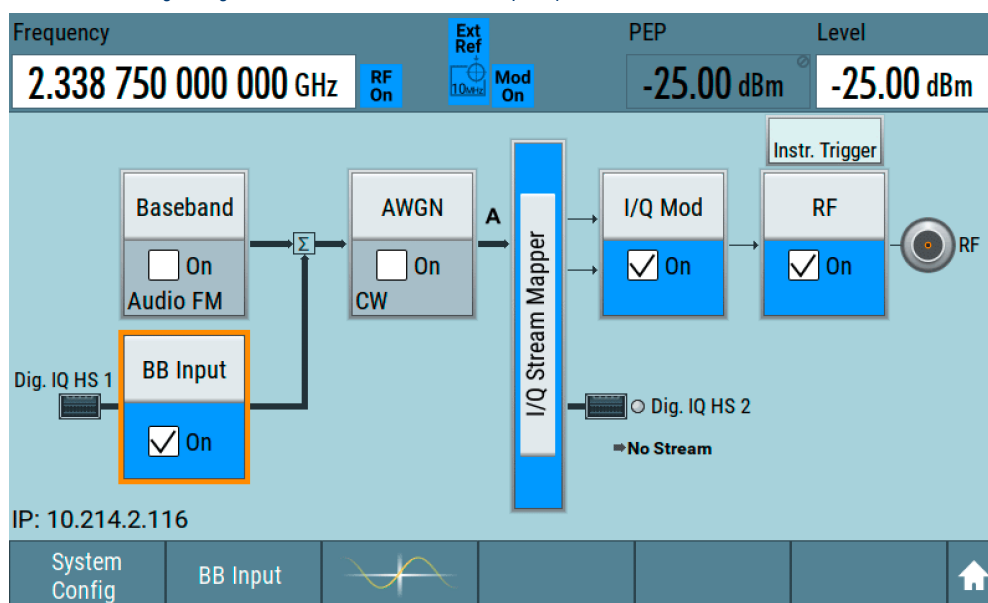 Frequency
Ext
Ref
PEP
Level
2.338 750 000 000 GHz
RF
On
10MHz
Mod
On
-25.00 dBm
-25.00 dBm
Instr. Trigger
Baseband
On
Audio FM
Σ
AWGN
On
CW
A
I/Q Stream Mapper
I/Q Mod
On
RF
On
RF
Dig. IQ HS 1
BB Input
On
Dig. IQ HS 2
No Stream
IP: 10.214.2.116
System
Config
BB Input